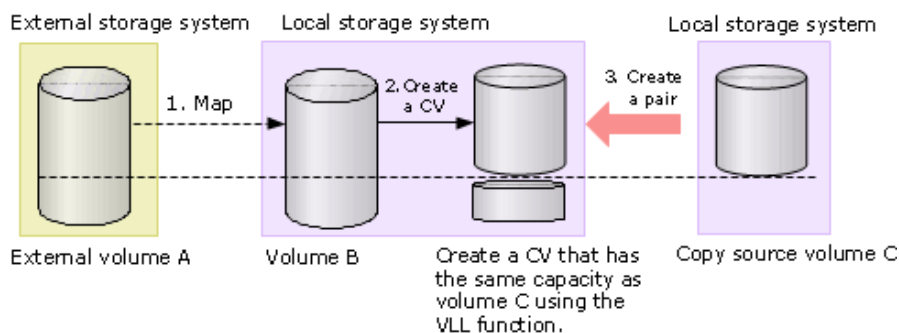 External storage system
Local storage system
Local storage system
1. Map
2. Create
a CV
3. Create
a pair
External volume A
Volume B
Create a CV that has
the same capacity as
volume C using the
VLL function.
Copy source volume C